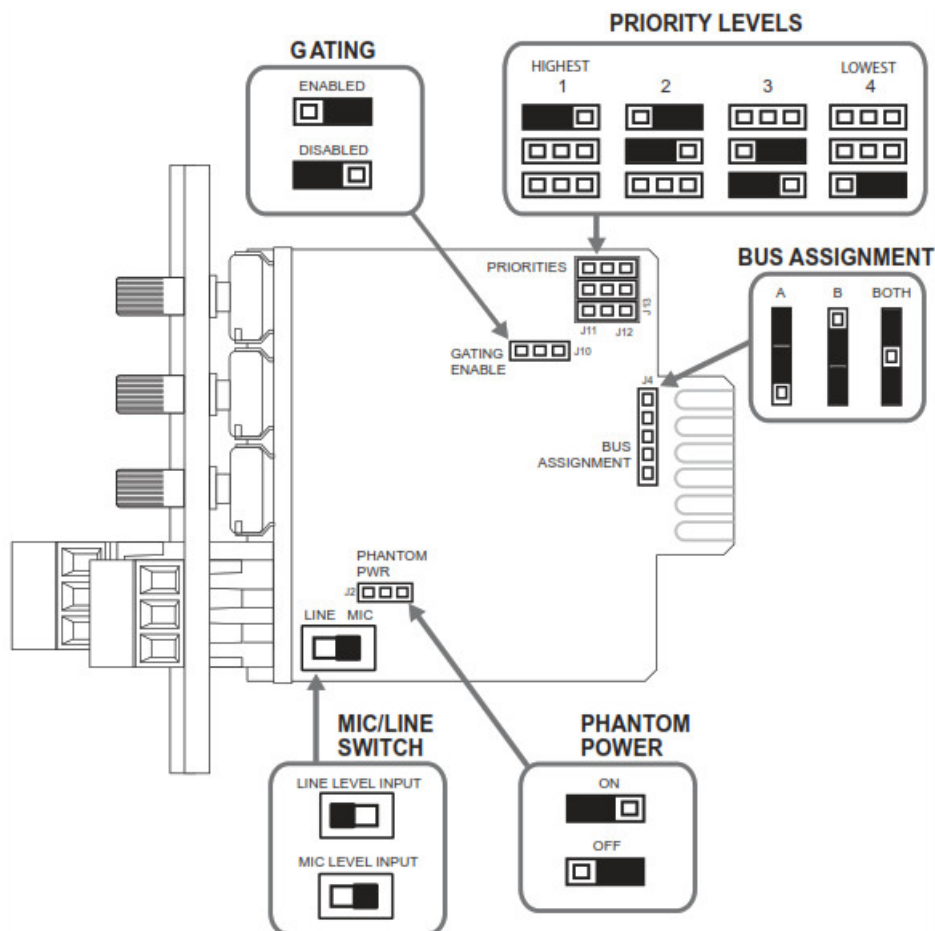 PRIORITY LEVELS
GATING
ENABLED
DISABLED
HIGHEST
LOWEST
1 2 3 4
BUS ASSIGNMENT
A B BOTH
PRIORITIES
J13
J11 J12
GATING
ENABLE
J10
J4
BUS
ASSIGNMENT
PHANTOM
PWR
J2
LINE MIC
MIC/LINE
SWITCH
LINE LEVEL INPUT
MIC LEVEL INPUT
PHANTOM
POWER
ON
OFF